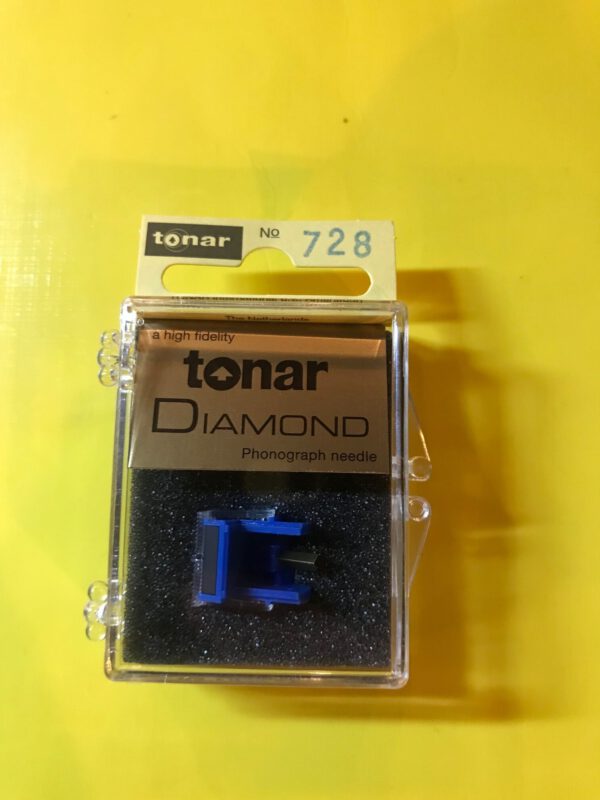 tonar No 728
The Netherlands
a high fidelity
tonar
DIAMOND
Phonograph needle